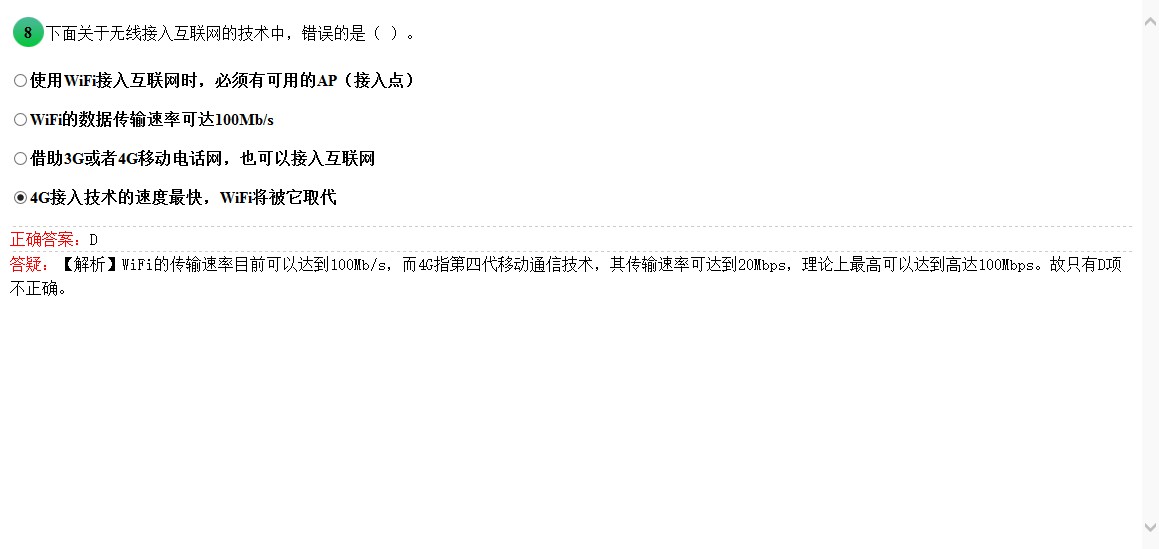 8 下面关于无线接入互联网的技术中，错误的是（ ）。
使用WiFi接入互联网时，必须有可用的AP（接入点）
WiFi的数据传输速率可达100Mb/s
借助3G或者4G移动电话网，也可以接入互联网
4G接入技术的速度最快，WiFi将被它取代
正确答案：D
答疑：【解析】WiFi的传输速率目前可以达到100Mb/s，而4G指第四代移动通信技术，其传输速率可达到20Mbps，理论上最高可以达到高达100Mbps。故只有D项
不正确。